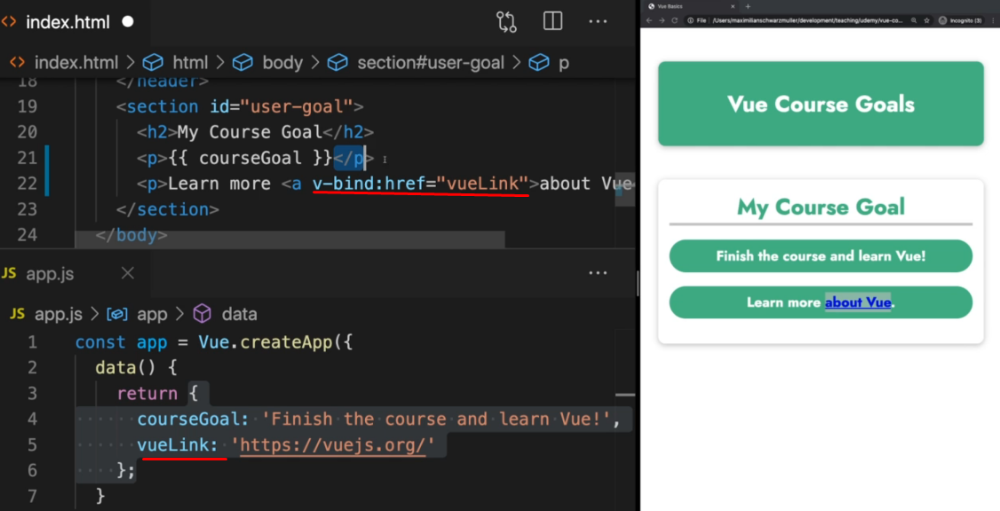 index.html
index.html > html > body > section#user-goal > p
18 </header>
19 <section id="user-goal">
20 <h2>My Course Goal</h2>
21 <p>{{ courseGoal }}</p>
22 <p>Learn more <a v-bind:href="vueLink">about Vue
23 </section>
24 </body>
JS app.js
JS app.js > app > data
1 const app = Vue.createApp({
2 data() {
3 return {
4 courseGoal: 'Finish the course and learn Vue!',
5 vueLink: 'https://vuejs.org/'
6 };
7 }
Vue Basics
File /Users/maximilianschwarzmuller/development/teaching/udemy/vue-co...
Incognito (3)
Vue Course Goals
My Course Goal
Finish the course and learn Vue!
Learn more about Vue.